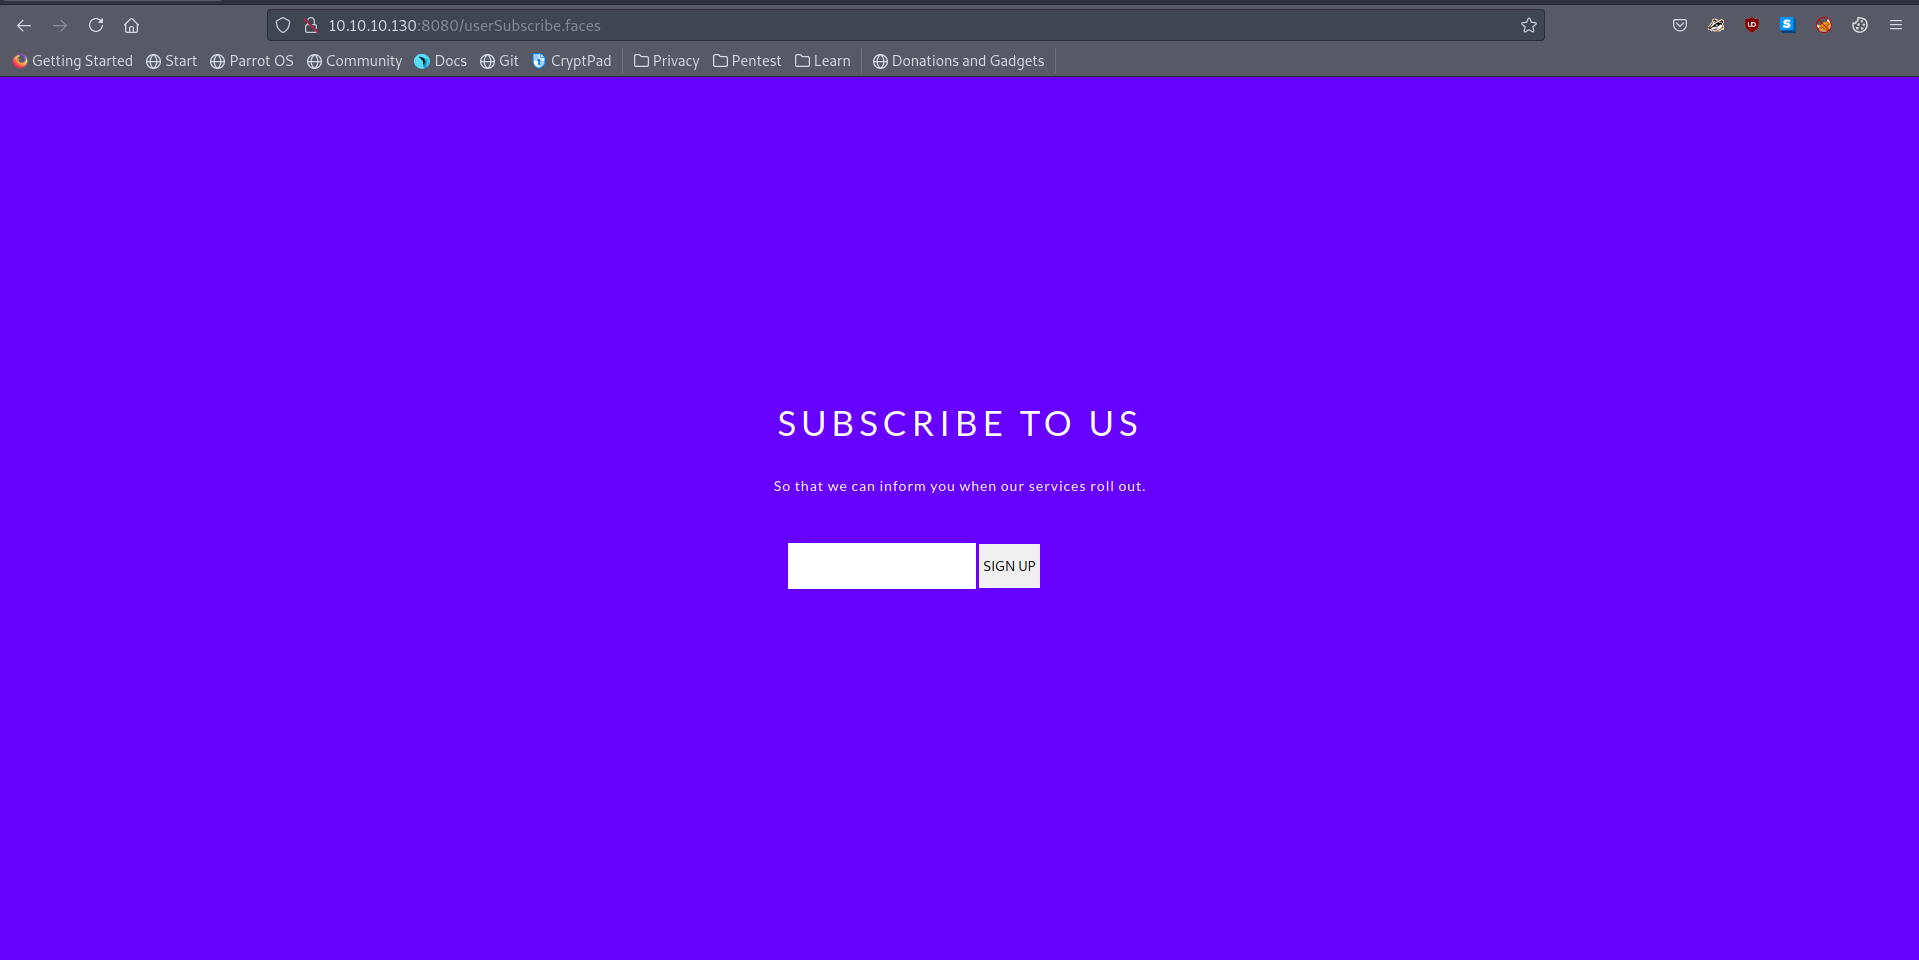 10.10.10.130:8080/userSubscribe.faces
Getting Started Start Parrot OS Community Docs Git CryptPad Privacy Pentest Learn Donations and Gadgets
SUBSCRIBE TO US
So that we can inform you when our services roll out.
SIGN UP